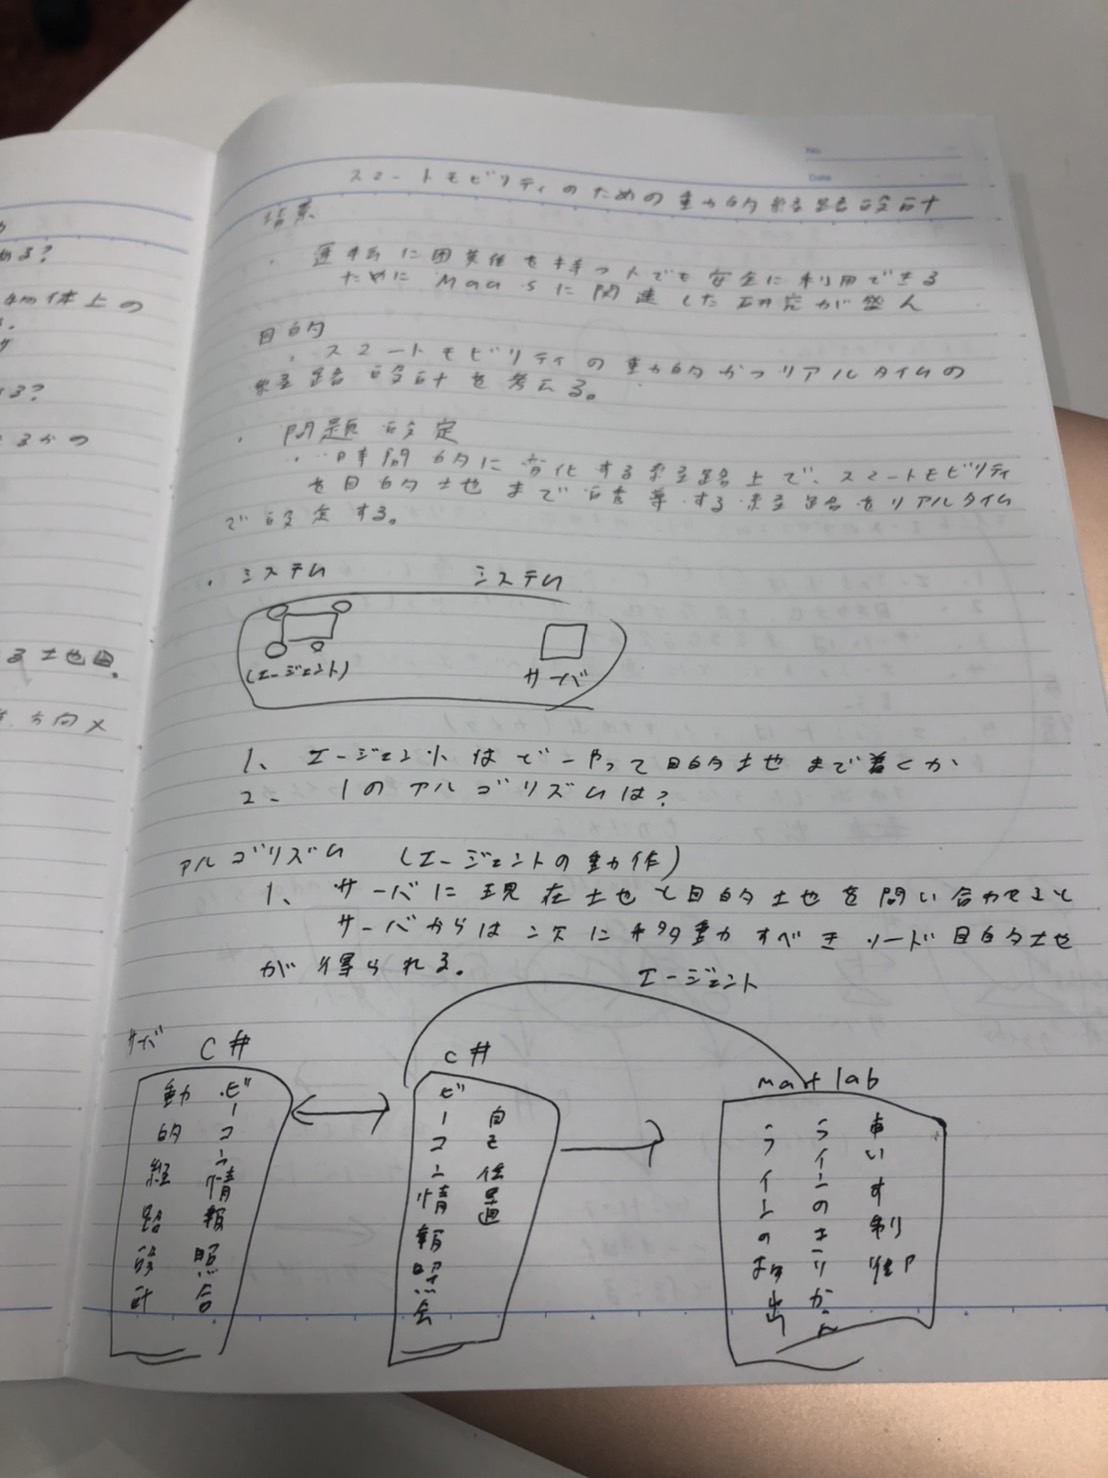 No.
Date
スマートモビリティのための動的経路設計
結果
・運転に困難性を持つ人でも安全に利用できる
ために MaaSに関連した研究が盛ん
目的
・スマートモビリティの動的かつリアルタイムの
経路設計を考える。
・問題設定
・時間的に変化する経路上で、スマートモビリティ
を目的地まで誘導する経路をリアルタイム
で設定する。
・システム
システム
(エージェント)
サーバ
1、エージェントはどーやって目的地まで着くか
2、1のアルゴリズムは?
アルゴリズム (エージェントの動作)
1、サーバに現在地と目的地を問い合わせると
サーバからは次に移動すべきノード目的地
が得られる。
エージェント
サーバ C#
ビーコン情報照合
動的経路設計
C#
自己位置
ビーコン情報照会
matlab
車いす制御
ラインの
ラインの抽出
ある?
体上の
る?
るかの
る土地図。
方向×